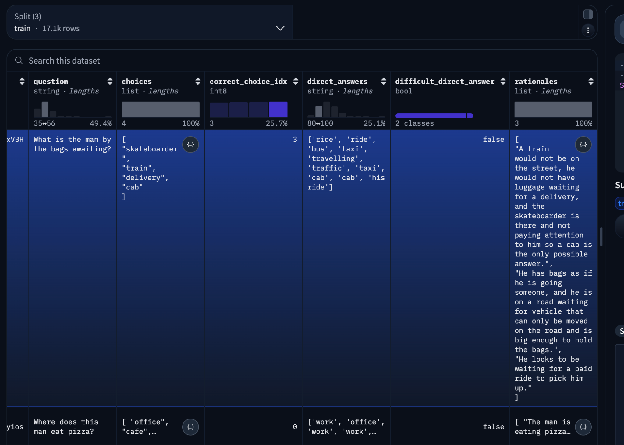 Split (3)
train · 17.1k rows
Search this dataset
question
string · lengths
35↔56 49.4%
choices
list · lengths
4 100%
correct_choice_idx
int8
3 25.7%
direct_answers
string · lengths
80↔100 25.1%
difficult_direct_answer
bool
2 classes
rationales
list · lengths
3 100%
xV3H
What is the man by
the bags awaiting?
[
"skateboarder
",
"train",
"delivery",
"cab"
]
3
[ 'ride', 'ride',
'bus', 'taxi',
'travelling',
'traffic', 'taxi',
'cab', 'cab', 'his
ride']
false
[
"A train
would not be on
the street, he
would not have
luggage waiting
for a delivery,
and the
skateboarder is
there and not
paying attention
to him so a cab is
the only possible
answer.",
"He has bags as if
he is going
someone, and he is
on a road waiting
for vehicle that
can only be moved
on the road and is
big enough to hold
the bags.",
"He looks to be
waiting for a paid
ride to pick him
up."
]
yios
Where does this
man eat pizza?
[ "office",
"cafe",…
0
[ 'work', 'office',
'work', 'work',…
false
[ "The man is
eating pizza…